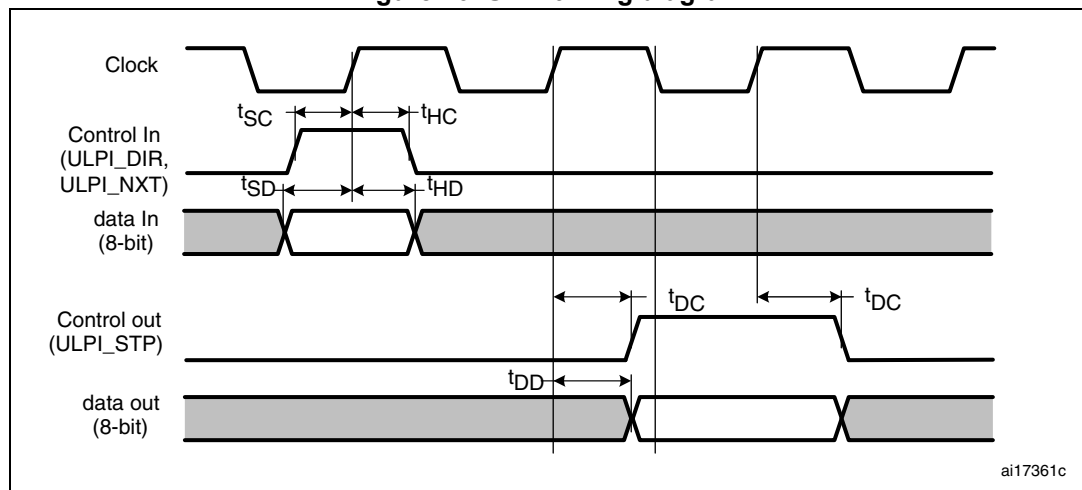 Clock
tSC
tHC
Control In
(ULPI_DIR,
ULPI_NXT)
tSD
tHD
data In
(8-bit)
tDC
tDC
Control out
(ULPI_STP)
tDD
data out
(8-bit)
ai17361c